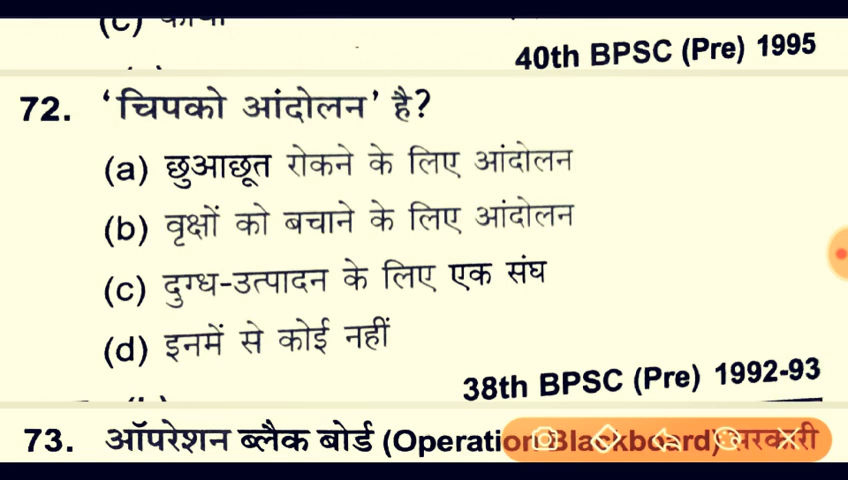 40th BPSC (Pre) 1995
72. ‘चिपको आंदोलन’ है?
(a) छुआछूत रोकने के लिए आंदोलन
(b) वृक्षों को बचाने के लिए आंदोलन
(c) दुग्ध-उत्पादन के लिए एक संघ
(d) इनमें से कोई नहीं
38th BPSC (Pre) 1992-93
73. ऑपरेशन ब्लैक बोर्ड (Operation Blackboard) सरकारी